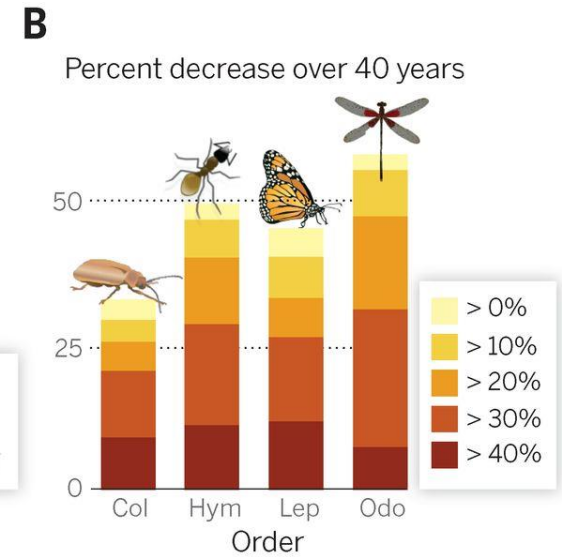 B
Percent decrease over 40 years
50
25
0
Col Hym Lep Odo
Order
> 0%
> 10%
> 20%
> 30%
> 40%